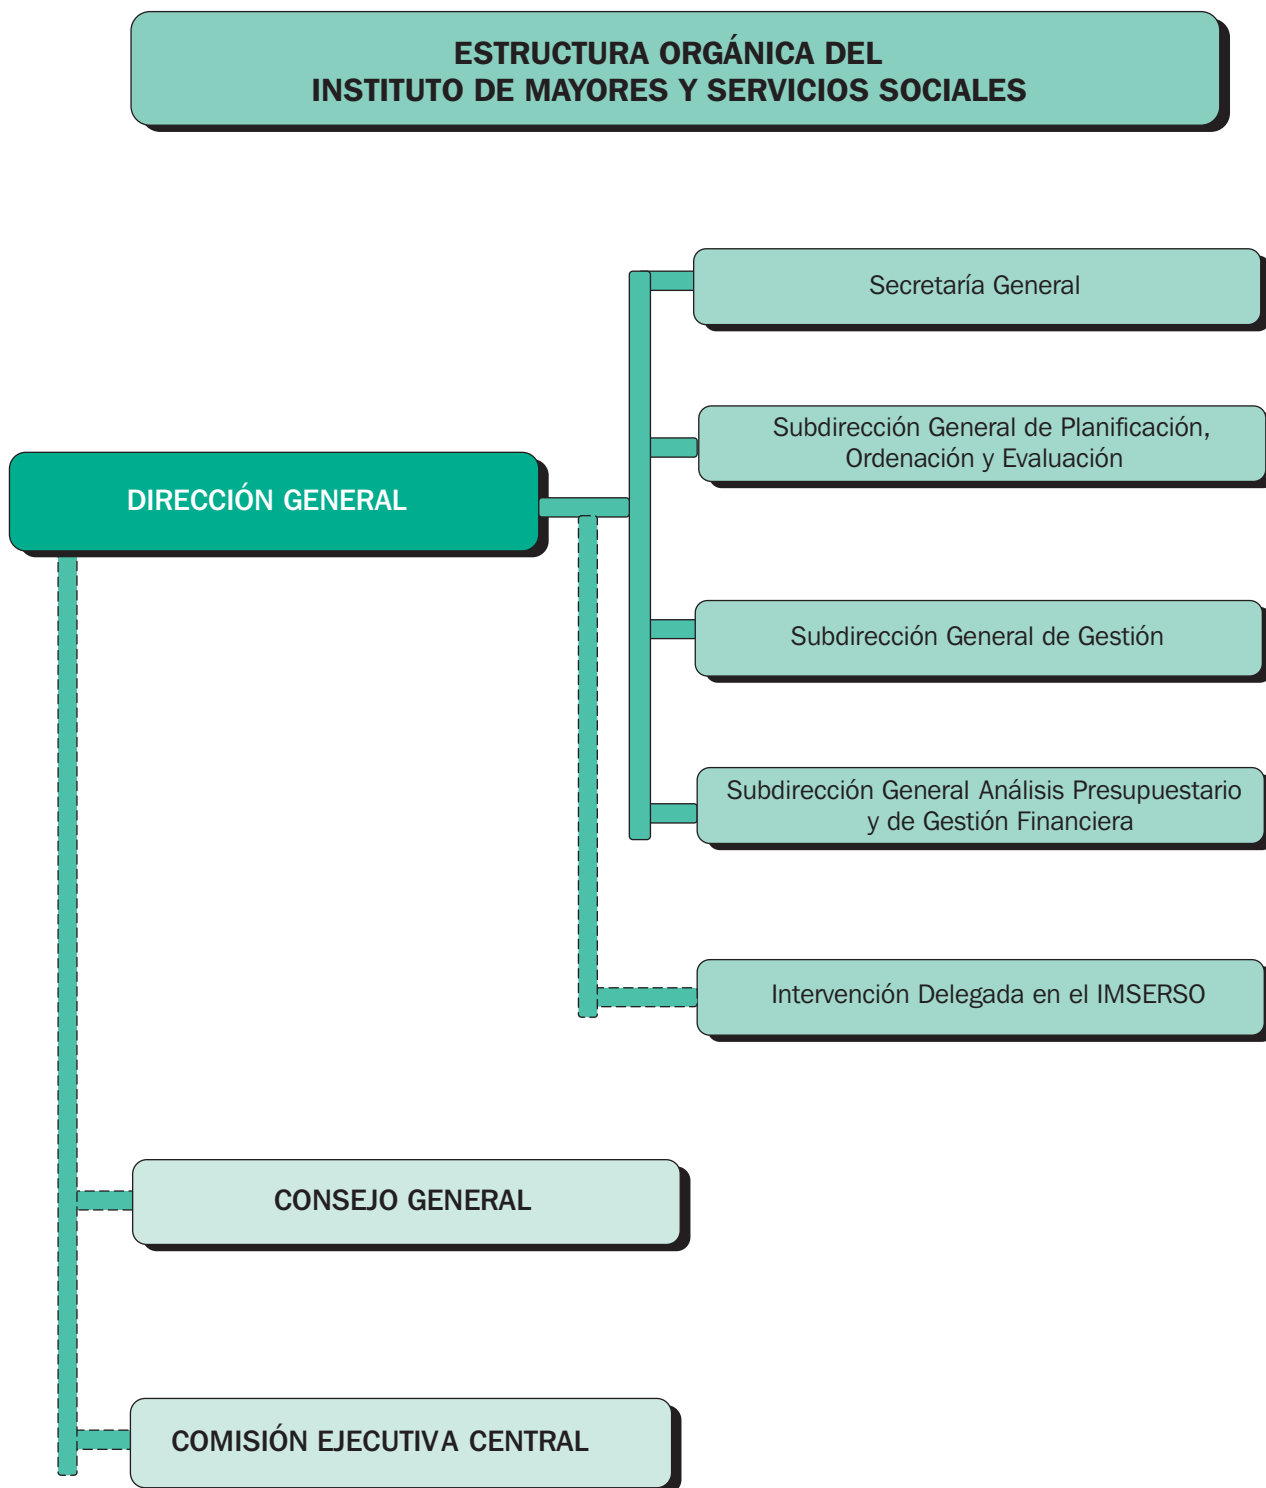 ESTRUCTURA ORGÁNICA DEL
INSTITUTO DE MAYORES Y SERVICIOS SOCIALES
Secretaría General
Subdirección General de Planificación,
Ordenación y Evaluación
DIRECCIÓN GENERAL
Subdirección General de Gestión
Subdirección General Análisis Presupuestario
y de Gestión Financiera
Intervención Delegada en el IMSERSO
CONSEJO GENERAL
COMISIÓN EJECUTIVA CENTRAL